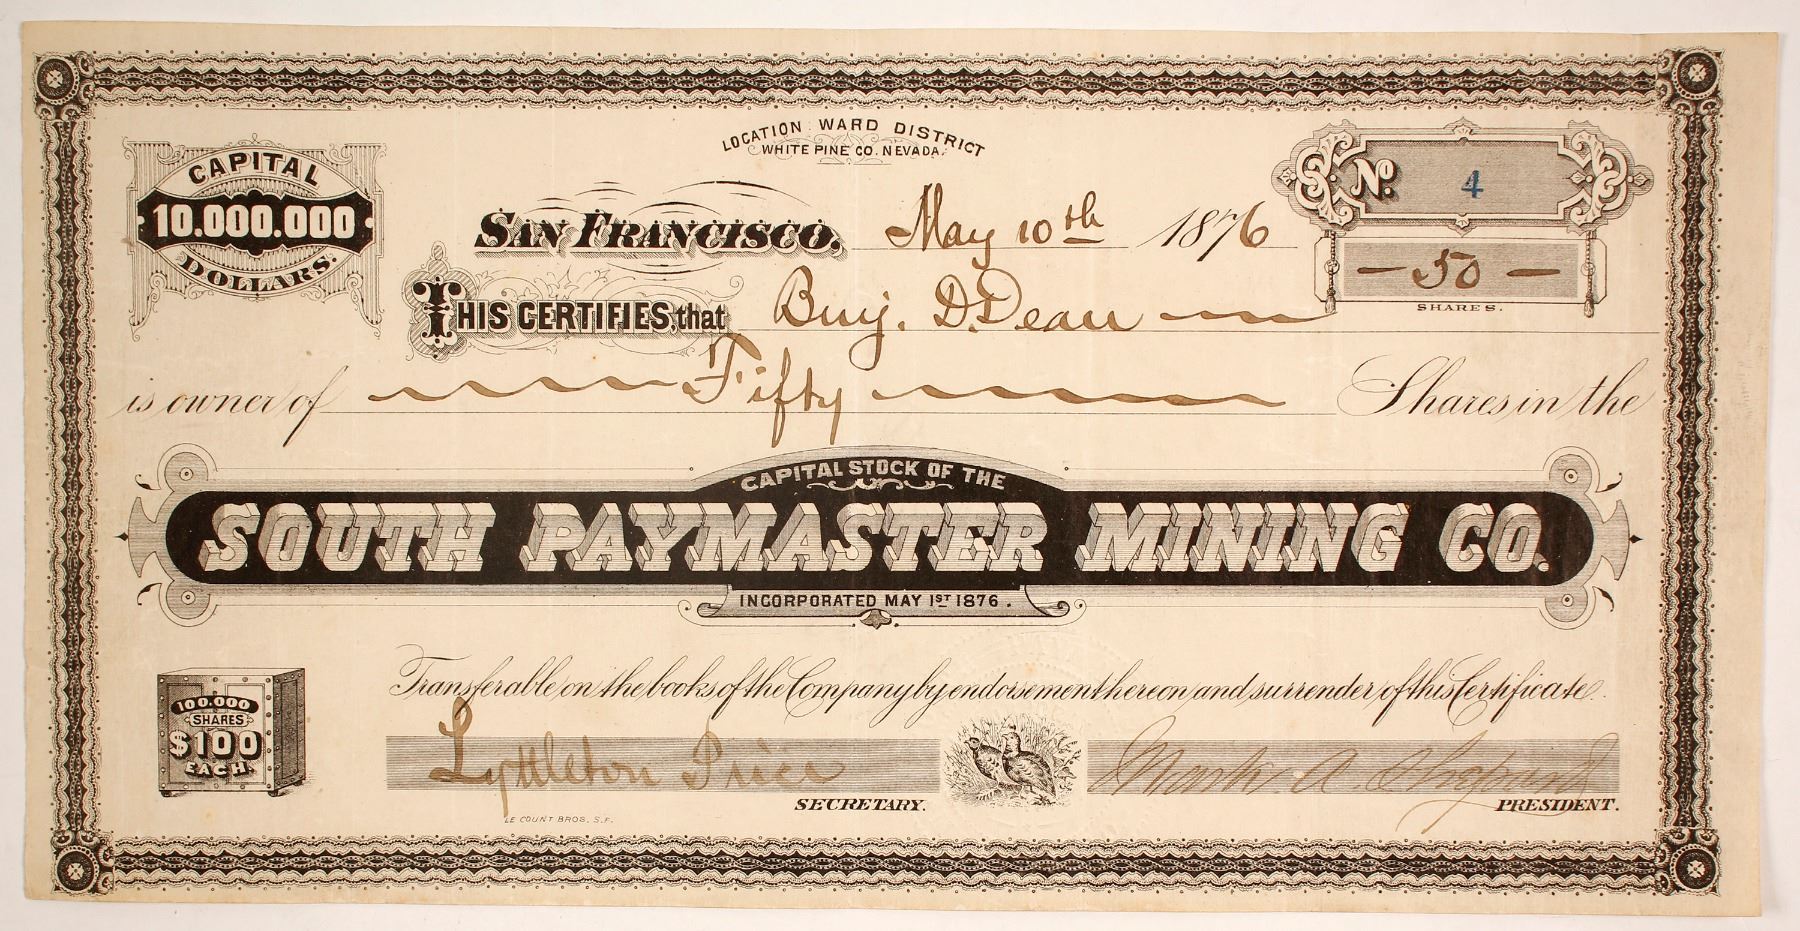 LOCATION WARD DISTRICT
WHITE PINE CO. NEVADA.
CAPITAL
10.000.000
DOLLARS.
No. 4
SAN FRANCISCO, May 10th 1876
— 50 —
SHARES.
THIS CERTIFIES, that Benj. D. Dean
is owner of Fifty Shares in the
CAPITAL STOCK OF THE
SOUTH PAYMASTER MINING CO.
INCORPORATED MAY 1ST 1876.
Transferable on the books of the Company by endorsement hereon and surrender of this Certificate.
100.000
SHARES
$100
EACH.
Lyttleton Price
SECRETARY.
Mark A. Shepard
PRESIDENT.
LE COUNT BROS. S.F.